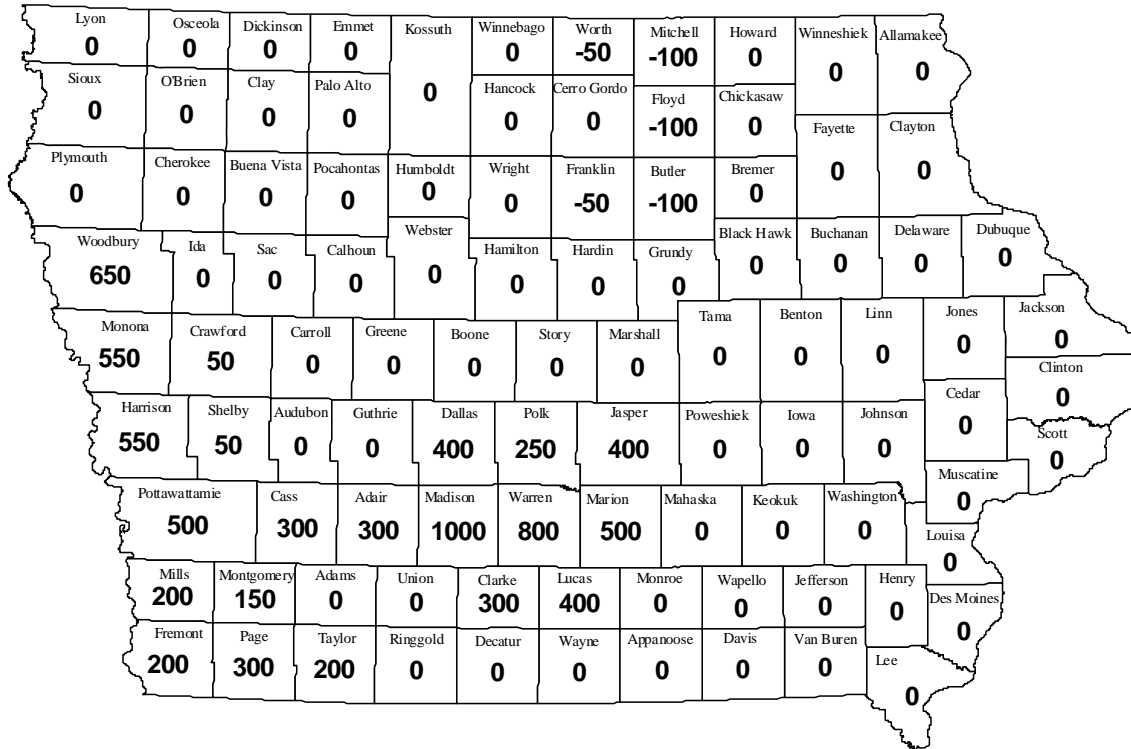 Lyon Osceola Dickinson Emmet Kossuth Winnebago Worth Mitchell Howard Winneshiek Allamakee
0 0 0 0 0 -50 -100 0 0 0
Sioux O'Brien Clay Palo Alto Hancock Cerro Gordo Floyd Chickasaw
0 0 0 0 0 0 0 -100 0
Plymouth Cherokee Buena Vista Pocahontas Humboldt Wright Franklin Butler Bremer Fayette Clayton
0 0 0 0 0 0 -50 -100 0 0 0
Woodbury Ida Sac Calhoun Webster Hamilton Hardin Grundy Black Hawk Buchanan Delaware Dubuque
650 0 0 0 0 0 0 0 0 0 0 0
Monona Crawford Carroll Greene Boone Story Marshall Tama Benton Linn Jones Jackson
550 50 0 0 0 0 0 0 0 0 0 0
Clinton
0
Harrison Shelby Audubon Guthrie Dallas Polk Jasper Poweshiek Iowa Johnson Cedar Scott
550 50 0 0 400 250 400 0 0 0 0 0
Pottawattamie Cass Adair Madison Warren Marion Mahaska Keokuk Washington Muscatine
500 300 300 1000 800 500 0 0 0 0
Louisa
0
Mills Montgomery Adams Union Clarke Lucas Monroe Wapello Jefferson Henry Des Moines
200 150 0 0 300 400 0 0 0 0 0
Fremont Page Taylor Ringgold Decatur Wayne Appanoose Davis Van Buren Lee
200 300 200 0 0 0 0 0 0 0